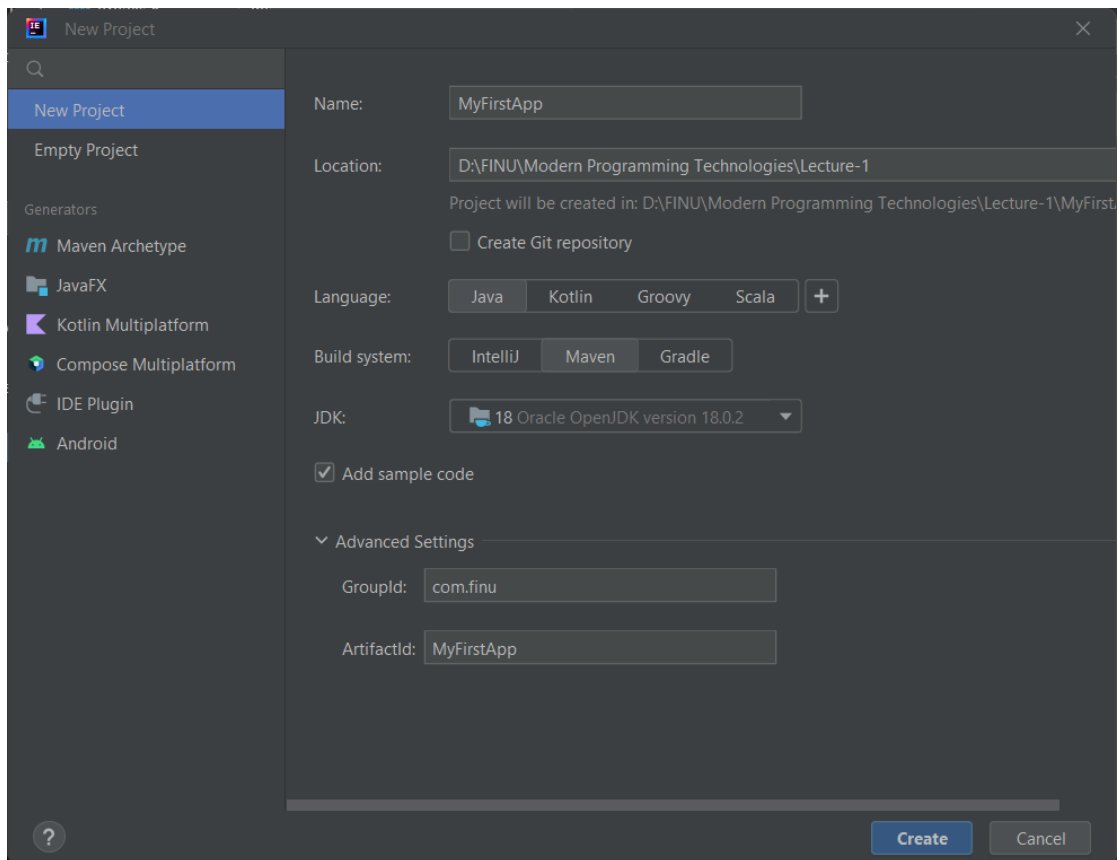 New Project
New Project
Empty Project
Generators
Maven Archetype
JavaFX
Kotlin Multiplatform
Compose Multiplatform
IDE Plugin
Android
Name: MyFirstApp
Location: D:\FINU\Modern Programming Technologies\Lecture-1
Project will be created in: D:\FINU\Modern Programming Technologies\Lecture-1\MyFirst
Create Git repository
Language: Java Kotlin Groovy Scala +
Build system: IntelliJ Maven Gradle
JDK: 18 Oracle OpenJDK version 18.0.2
Add sample code
Advanced Settings
GroupId: com.finu
ArtifactId: MyFirstApp
? Create Cancel